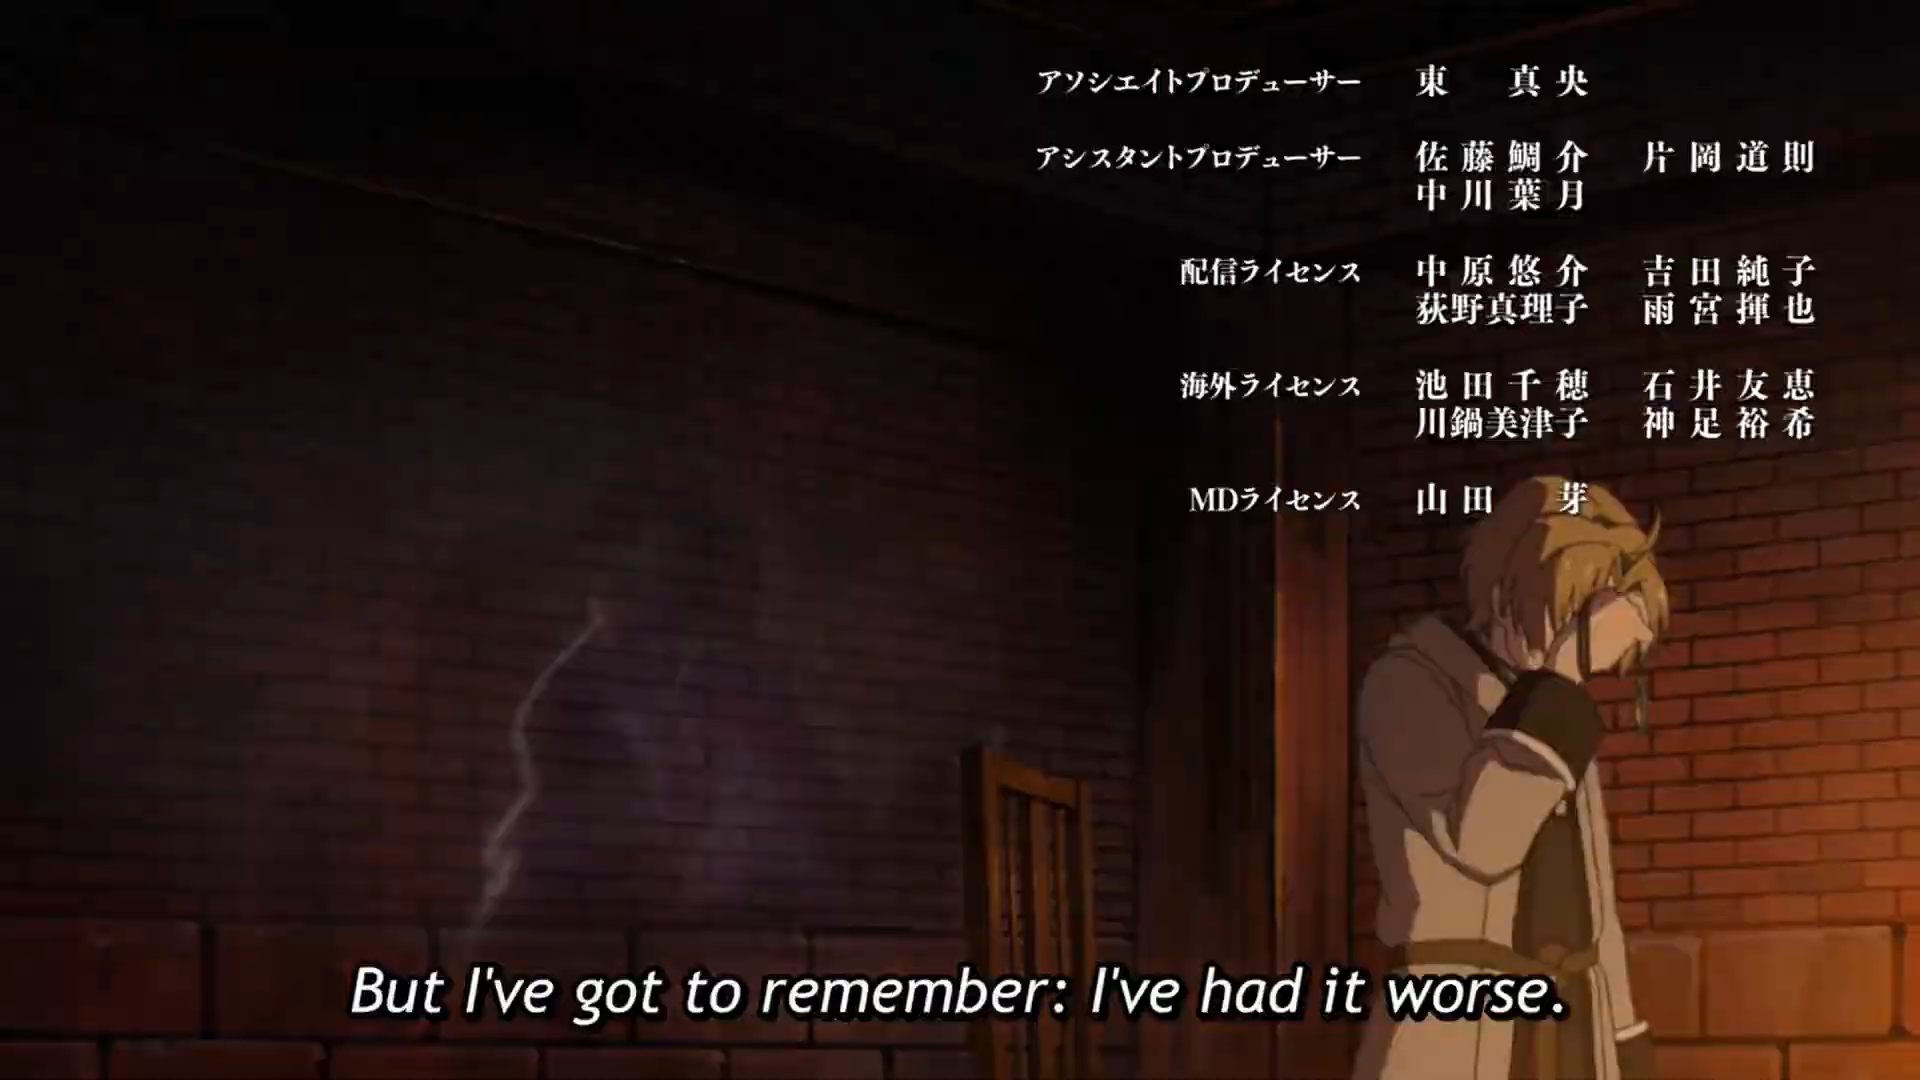 アソシエイトプロデューサー 東 真央
アシスタントプロデューサー 佐藤鯛介 片岡道則
中川葉月
配信ライセンス 中原悠介 吉田純子
荻野真理子 雨宮揮也
海外ライセンス 池田千穂 石井友恵
川鍋美津子 神足裕希
MDライセンス 山田 芽
But I've got to remember: I've had it worse.